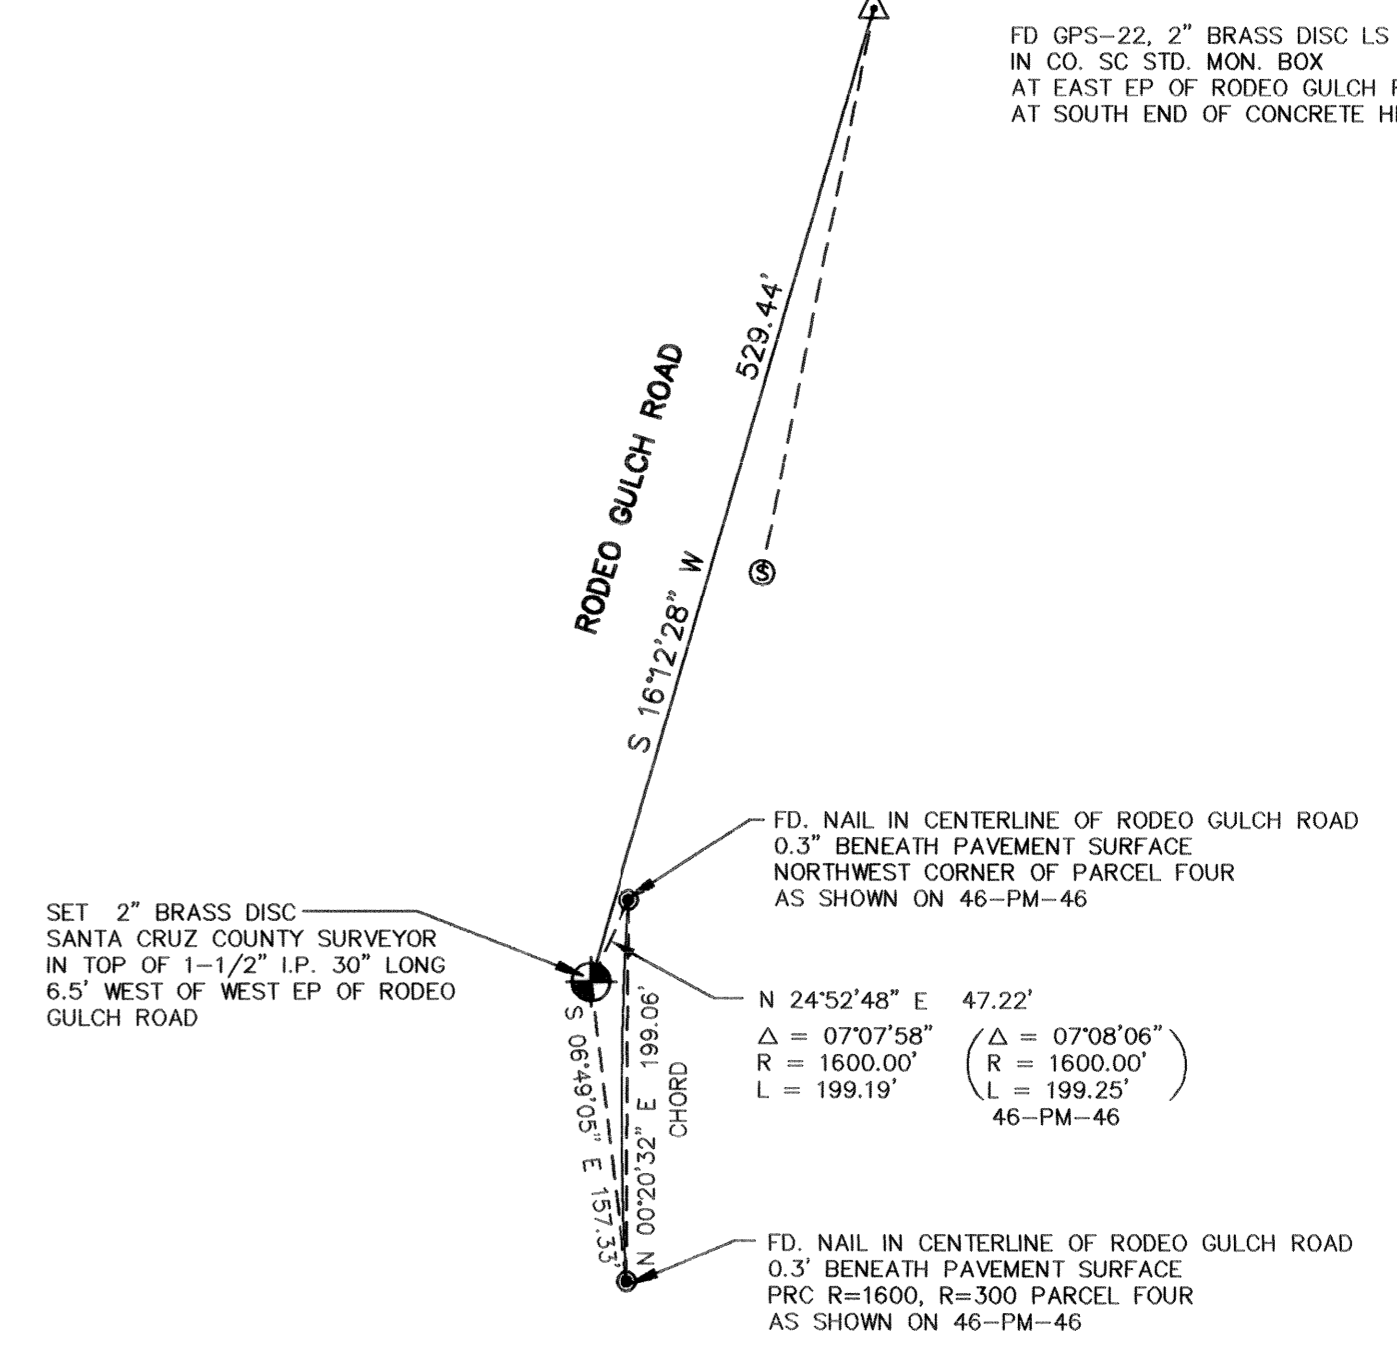 FD GPS-22, 2" BRASS DISC LS
IN CO. SC STD. MON. BOX
AT EAST EP OF RODEO GULCH
AT SOUTH END OF CONCRETE
529.44'
RODEO GULCH ROAD
S 16°12'28" W
FD. NAIL IN CENTERLINE OF RODEO GULCH ROAD
0.3" BENEATH PAVEMENT SURFACE
NORTHWEST CORNER OF PARCEL FOUR
AS SHOWN ON 46-PM-46
SET 2" BRASS DISC
SANTA CRUZ COUNTY SURVEYOR
IN TOP OF 1-1/2" I.P. 30" LONG
6.5' WEST OF WEST EP OF RODEO
GULCH ROAD
N 24°52'48" E 47.22'
Δ = 07°07'58"
R = 1600.00'
L = 199.19'
(Δ = 07°08'06")
R = 1600.00'
L = 199.25'
46-PM-46
S 06°49'05" E 157.33'
N 00°20'32" E 199.06'
CHORD
FD. NAIL IN CENTERLINE OF RODEO GULCH ROAD
0.3' BENEATH PAVEMENT SURFACE
PRC R=1600, R=300 PARCEL FOUR
AS SHOWN ON 46-PM-46